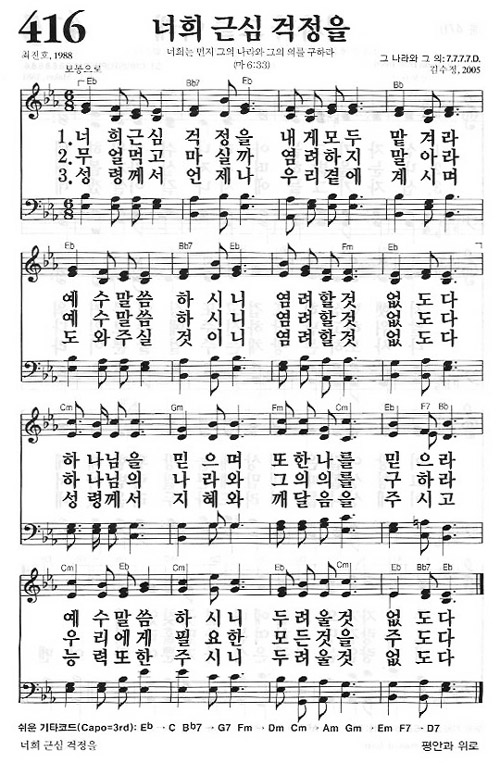 416
너희 근심 걱정을
최진호, 1988
너희는 먼저 그의 나라와 그의 의를 구하라
(마 6:33)
그 나라와 그 의:7.7.7.7.D.
김수정, 2005
보통으로
Eb Bb7 Eb Bb
1.너 희근심 걱 정을 내게모두 맡 겨라
2.무 얼먹고 마 실까 염려하지 말 아라
3.성 령께서 언 제나 우리곁에 계 시며
Eb Bb7 Eb Fm Eb
예 수말씀 하 시니 염려할것 없 도다
예 수말씀 하 시니 염려할것 없 도다
도 와주실 것 이니 염려할것 없 도다
Cm Gm Cm Eb F7 Bb
하 나님을 믿 으며 또한나를 믿 으라
하 나님의 나 라와 그의의를 구 하라
성 령께서 지 혜와 깨달음을 주 시고
Eb Cm Eb Cm Eb
예 수말씀 하 시니 두려울것 없 도다
우 리에게 필 요한 모든것을 주 도다
능 력또한 주 시니 두려울것 없 도다
쉬운 기타코드(Capo=3rd): Eb → C Bb7 → G7 Fm → Dm Cm → Am Gm → Em F7 → D7
너희 근심 걱정을
평안과 위로